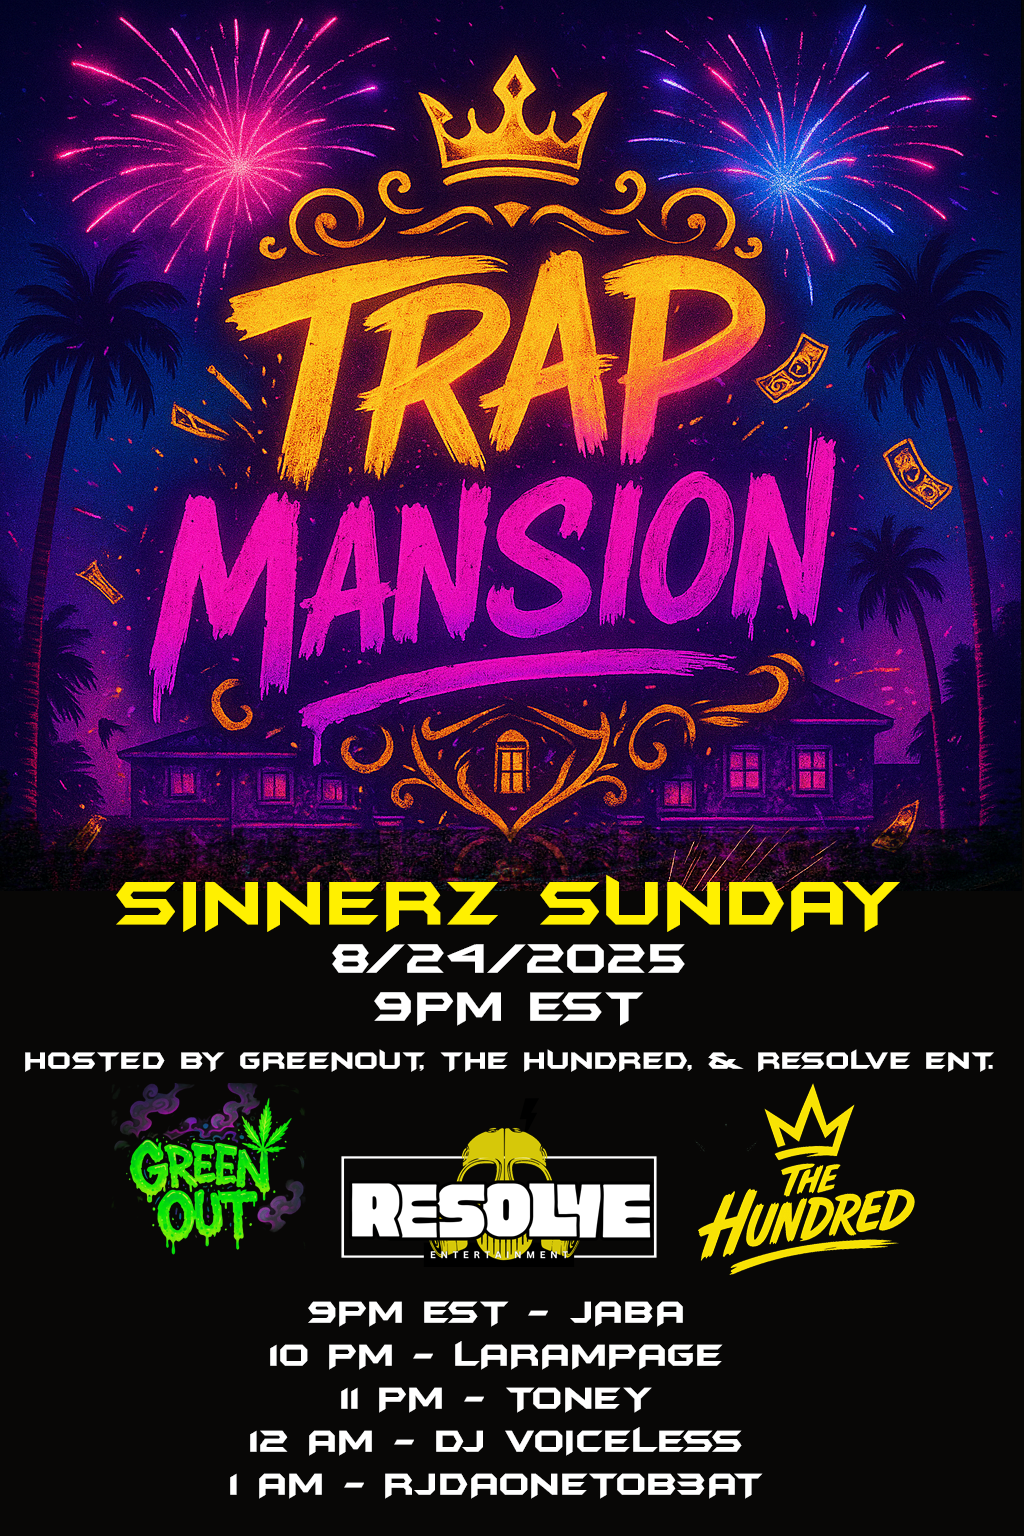 TRAP
MANSION
SINNERZ SUNDAY
8/24/2025
9PM EST
HOSTED BY GREENOUT, THE HUNDRED, & RESOLVE ENT.
GREEN
OUT
RESOLVE
ENTERTAINMENT
THE
HUNDRED
9PM EST - JABA
10 PM - LARAMPAGE
11 PM - TONEY
12 AM - DJ VOICELESS
1 AM - RJDAONETOB3AT